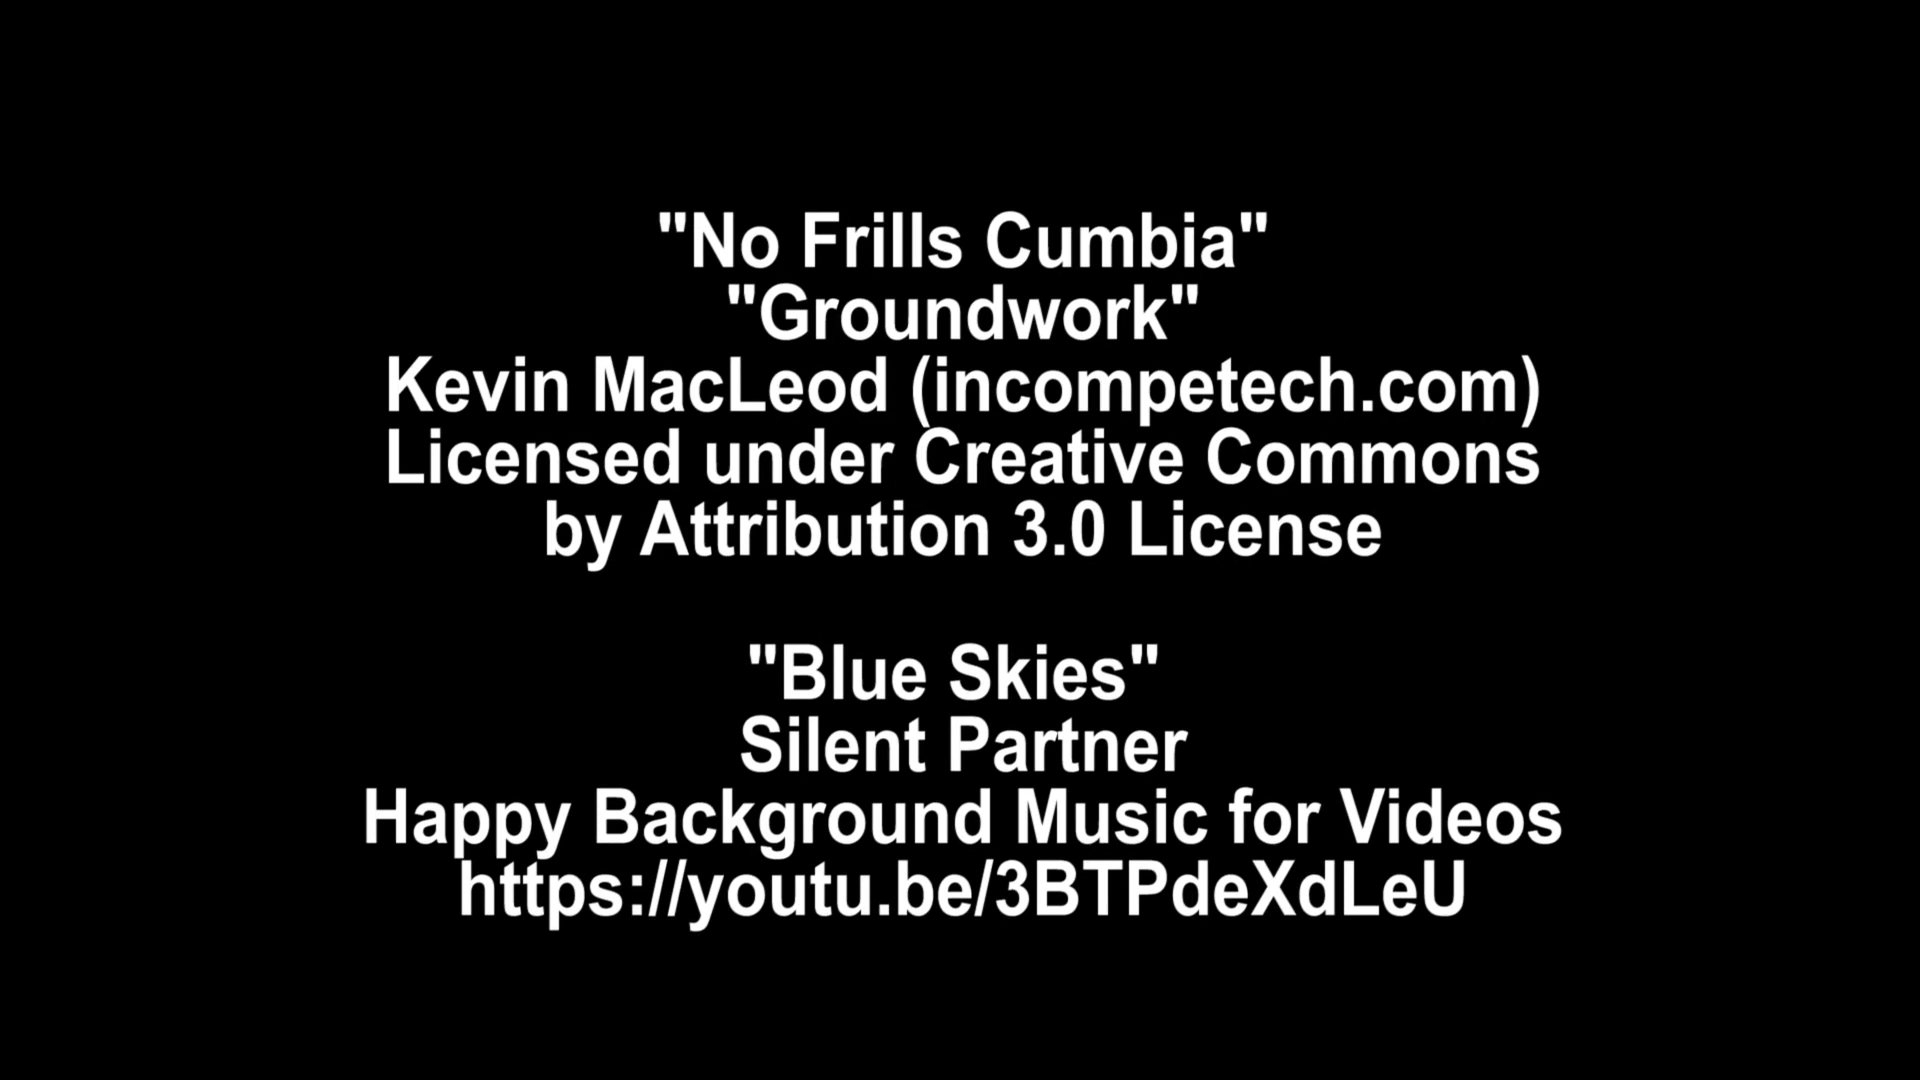 "No Frills Cumbia"
"Groundwork"
Kevin MacLeod (incompetech.com)
Licensed under Creative Commons
by Attribution 3.0 License
"Blue Skies"
Silent Partner
Happy Background Music for Videos
https://youtu.be/3BTPdeXdLeU